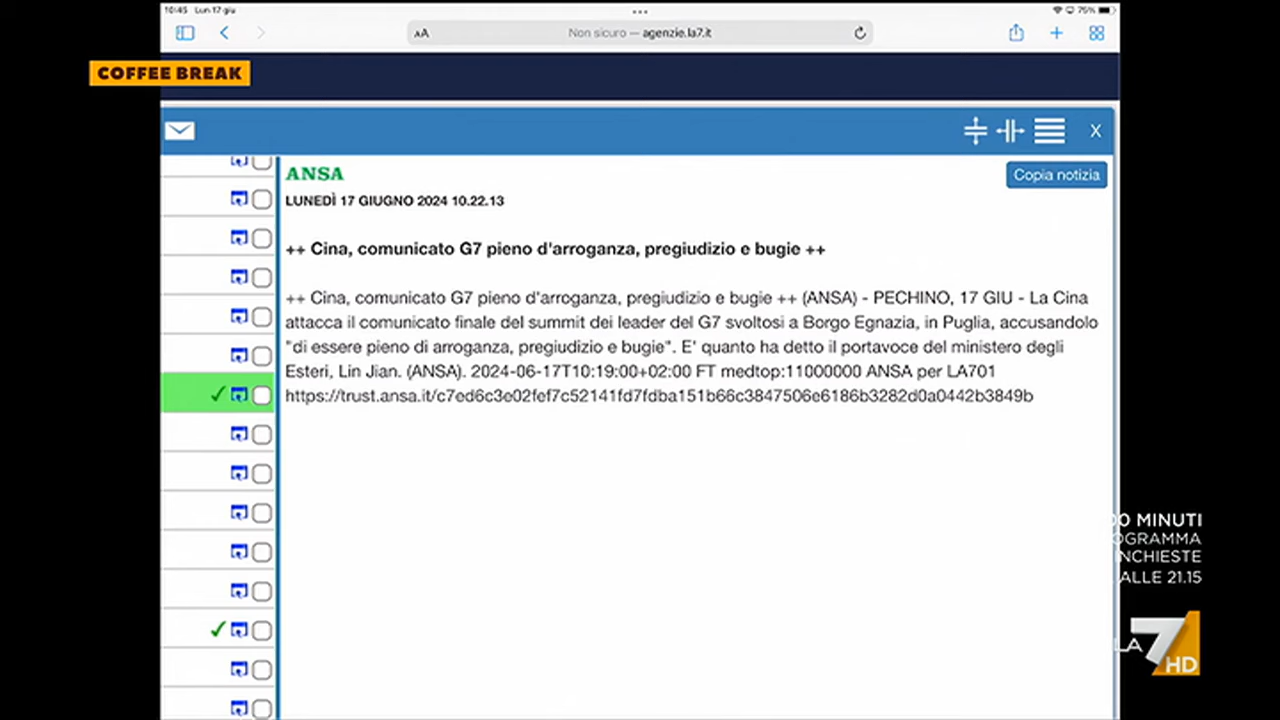 10:45 Lun 17 giu
75%
AA
Non sicuro — agenzie.la7.it
COFFEE BREAK
X
ANSA
Copia notizia
LUNEDÌ 17 GIUGNO 2024 10.22.13
++ Cina, comunicato G7 pieno d'arroganza, pregiudizio e bugie ++
++ Cina, comunicato G7 pieno d'arroganza, pregiudizio e bugie ++ (ANSA) - PECHINO, 17 GIU - La Cina
attacca il comunicato finale del summit dei leader del G7 svoltosi a Borgo Egnazia, in Puglia, accusandolo
"di essere pieno di arroganza, pregiudizio e bugie". E' quanto ha detto il portavoce del ministero degli
Esteri, Lin Jian. (ANSA). 2024-06-17T10:19:00+02:00 FT medtop:11000000 ANSA per LA701
https://trust.ansa.it/c7ed6c3e02fef7c52141fd7fdba151b66c3847506e6186b3282d0a0442b3849b
00 MINUTI
OGRAMMA
INCHIESTE
ALLE 21.15
LA7 HD